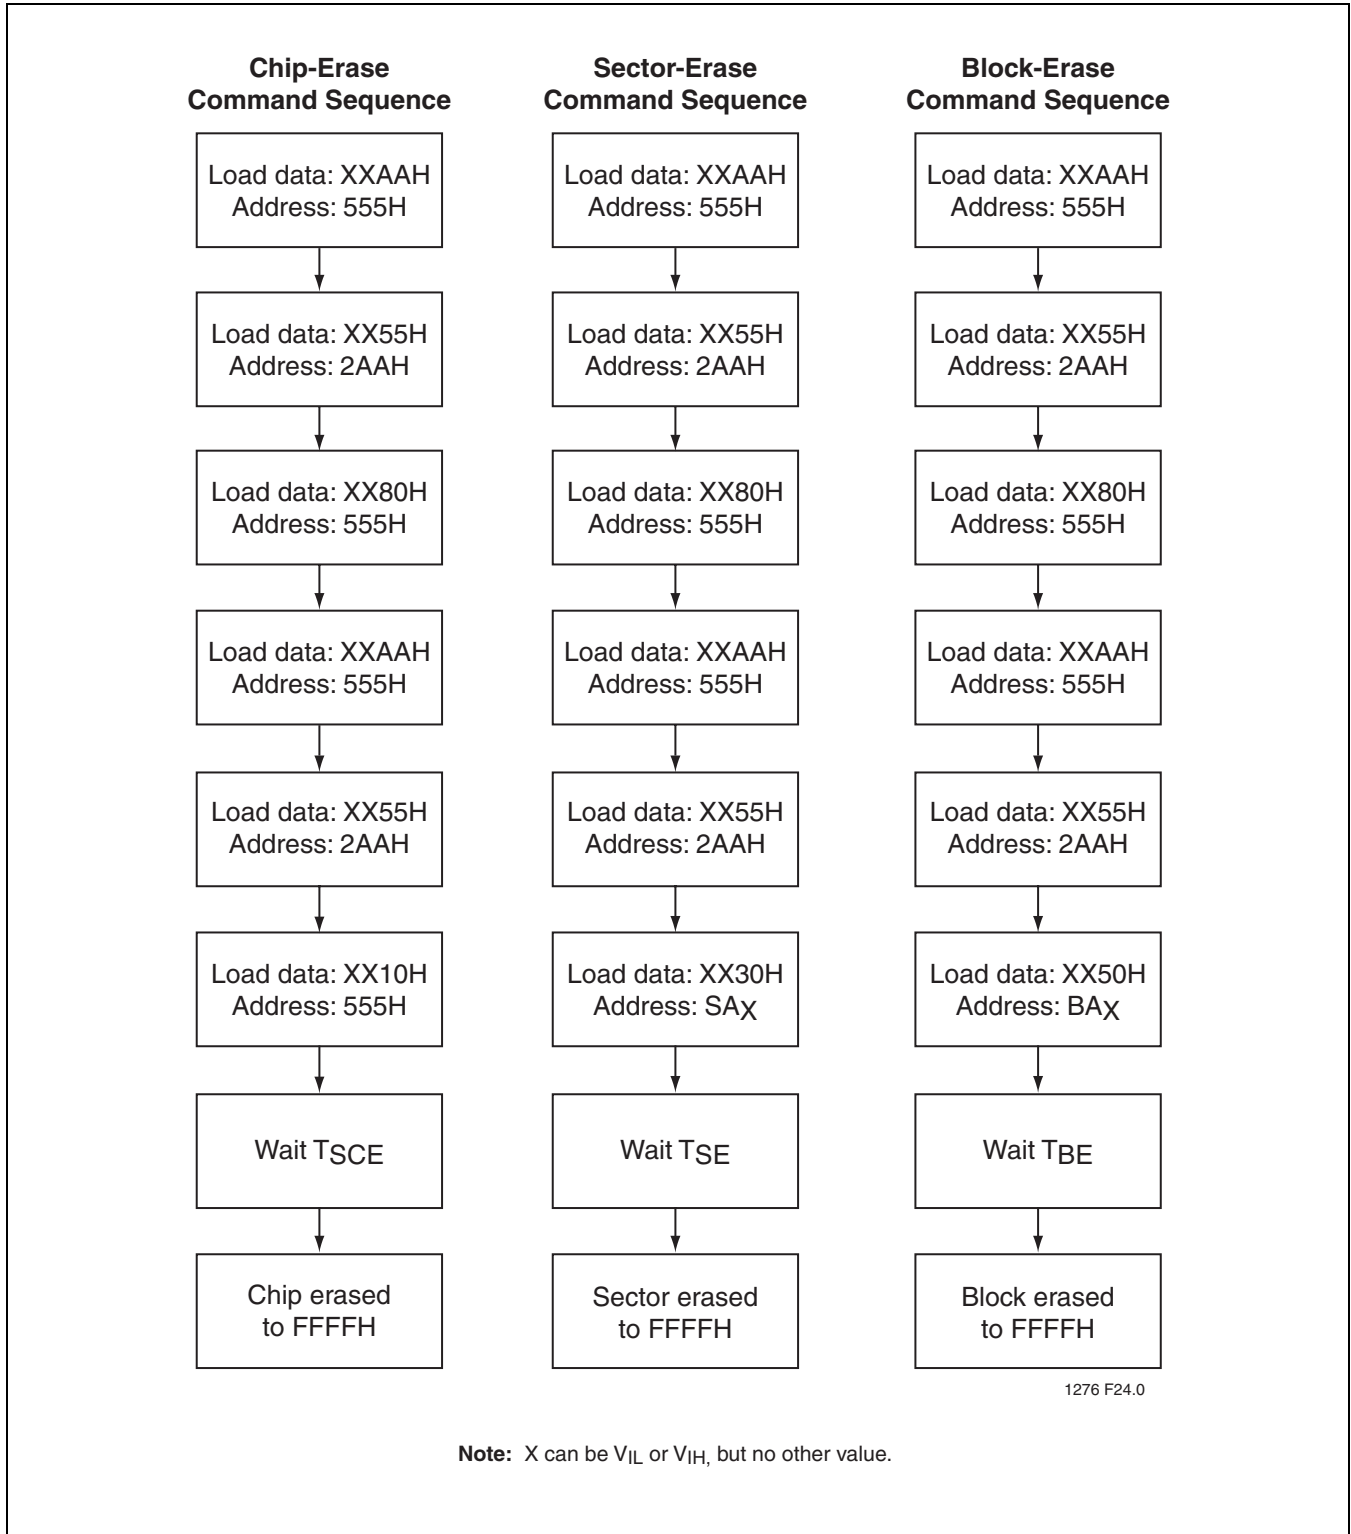 Chip-Erase
Command Sequence
Load data: XXAAH
Address: 555H
Load data: XX55H
Address: 2AAH
Load data: XX80H
Address: 555H
Load data: XXAAH
Address: 555H
Load data: XX55H
Address: 2AAH
Load data: XX10H
Address: 555H
Wait TSCE
Chip erased
to FFFFH
Sector-Erase
Command Sequence
Load data: XXAAH
Address: 555H
Load data: XX55H
Address: 2AAH
Load data: XX80H
Address: 555H
Load data: XXAAH
Address: 555H
Load data: XX55H
Address: 2AAH
Load data: XX30H
Address: SAX
Wait TSE
Sector erased
to FFFFH
Block-Erase
Command Sequence
Load data: XXAAH
Address: 555H
Load data: XX55H
Address: 2AAH
Load data: XX80H
Address: 555H
Load data: XXAAH
Address: 555H
Load data: XX55H
Address: 2AAH
Load data: XX50H
Address: BAX
Wait TBE
Block erased
to FFFFH
1276 F24.0
Note: X can be VIL or VIH, but no other value.